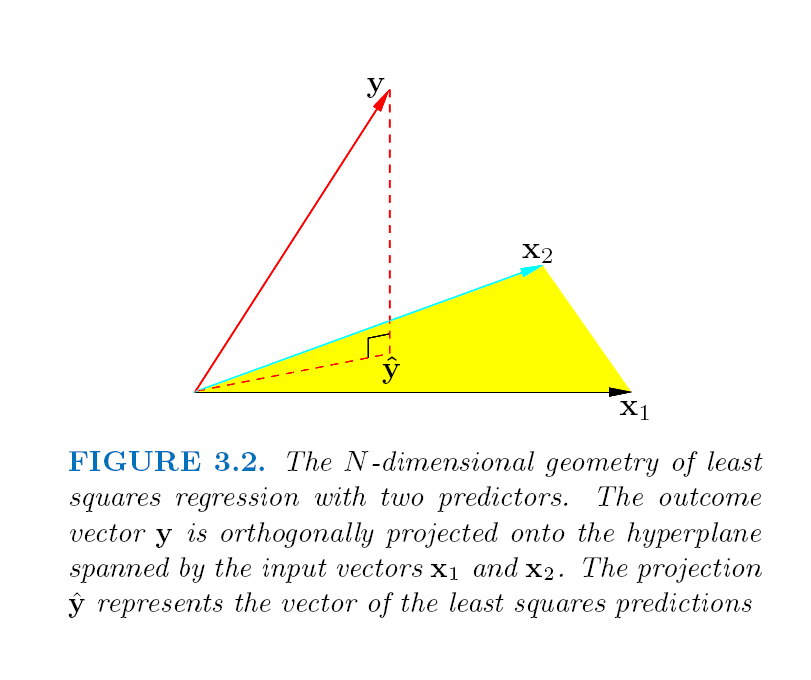 y
x₂
ŷ
x₁
FIGURE 3.2. The N-dimensional geometry of least
squares regression with two predictors. The outcome
vector y is orthogonally projected onto the hyperplane
spanned by the input vectors x₁ and x₂. The projection
ŷ represents the vector of the least squares predictions